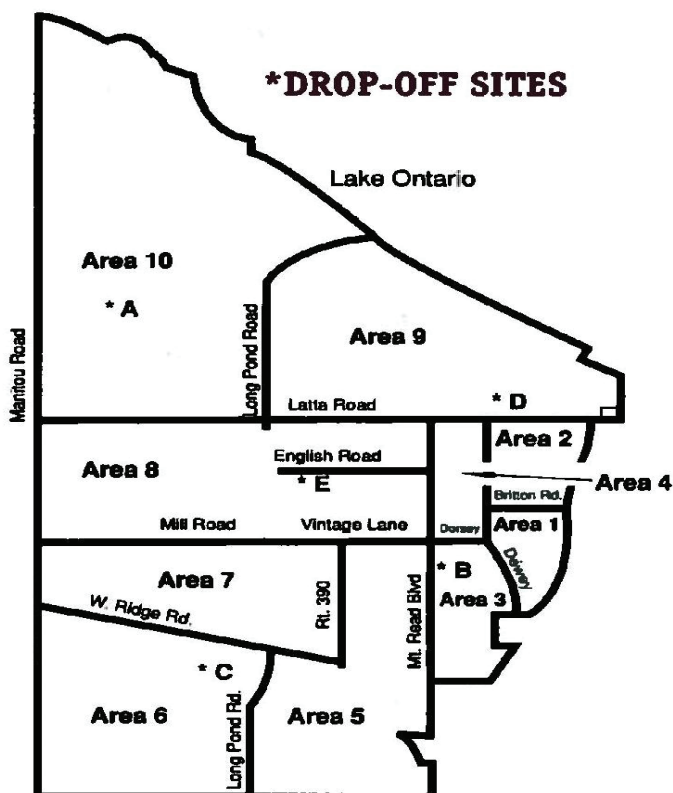 *DROP-OFF SITES
Lake Ontario
Area 10
* A
Manitou Road
Long Pond Road
Area 9
* D
Latta Road
Area 2
English Road
Area 8
* E
Area 4
Britton Rd.
Mill Road
Vintage Lane
Dorsey
Area 1
Dewey
* B
Area 7
Rt. 390
Mt. Read Blvd
Area 3
W. Ridge Rd.
* C
Area 6
Long Pond Rd.
Area 5